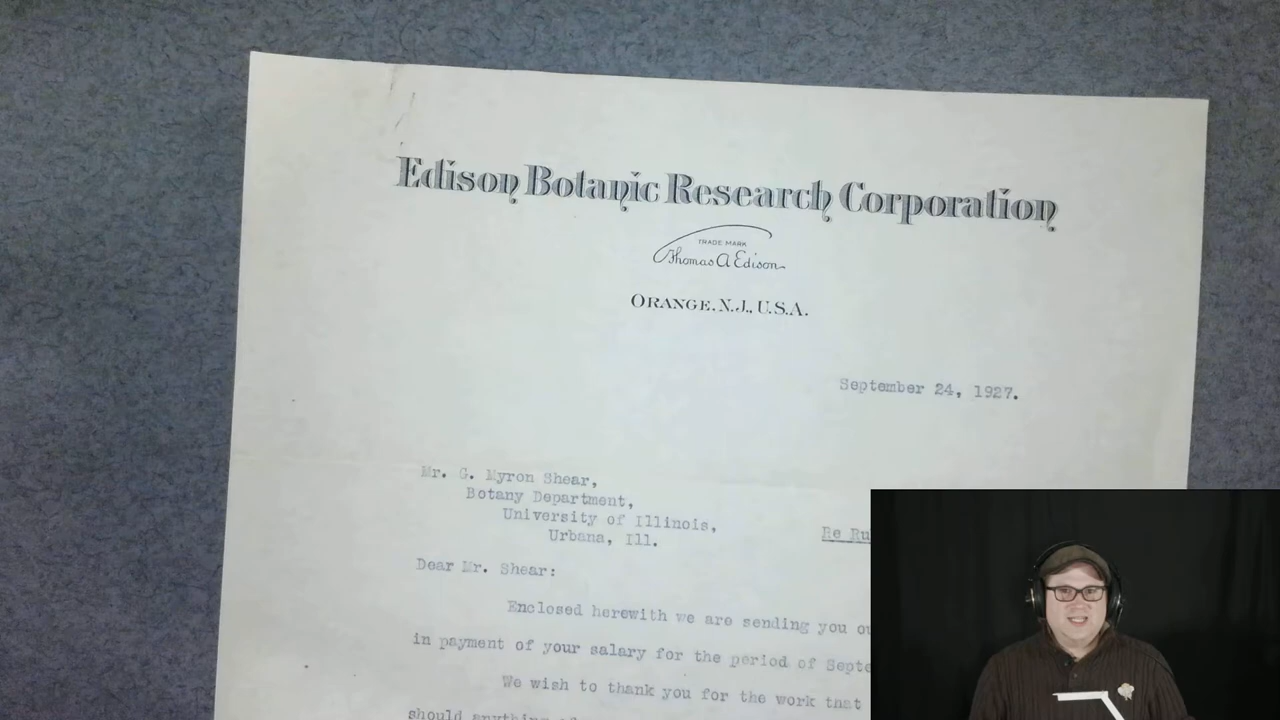 Edison Botanic Research Corporation
TRADE MARK
Thomas A Edison
ORANGE, N.J., U.S.A.
September 24, 1927.
Mr. G. Myron Shear,
Botany Department,
University of Illinois,
Urbana, Ill.
Re
Dear Mr. Shear:
Enclosed herewith we are sending you
in payment of your salary for the period of
We wish to thank you for the work that
should